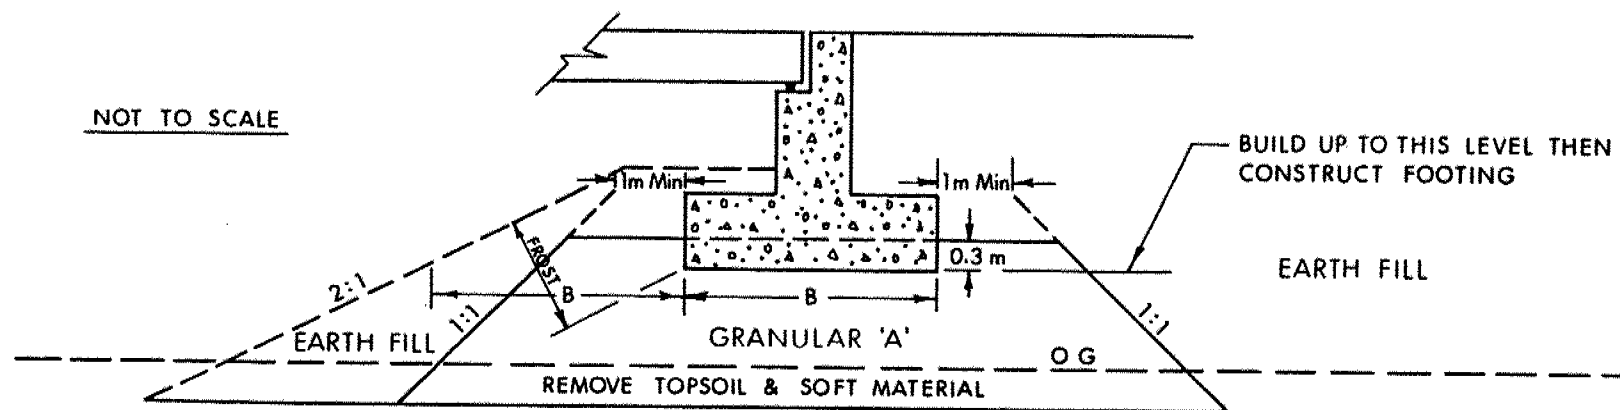 NOT TO SCALE
BUILD UP TO THIS LEVEL THEN
CONSTRUCT FOOTING
1m Min
1m Min
FROST
0.3 m
EARTH FILL
2:1
B
B
1:1
1:1
EARTH FILL
GRANULAR 'A'
O G
REMOVE TOPSOIL & SOFT MATERIAL